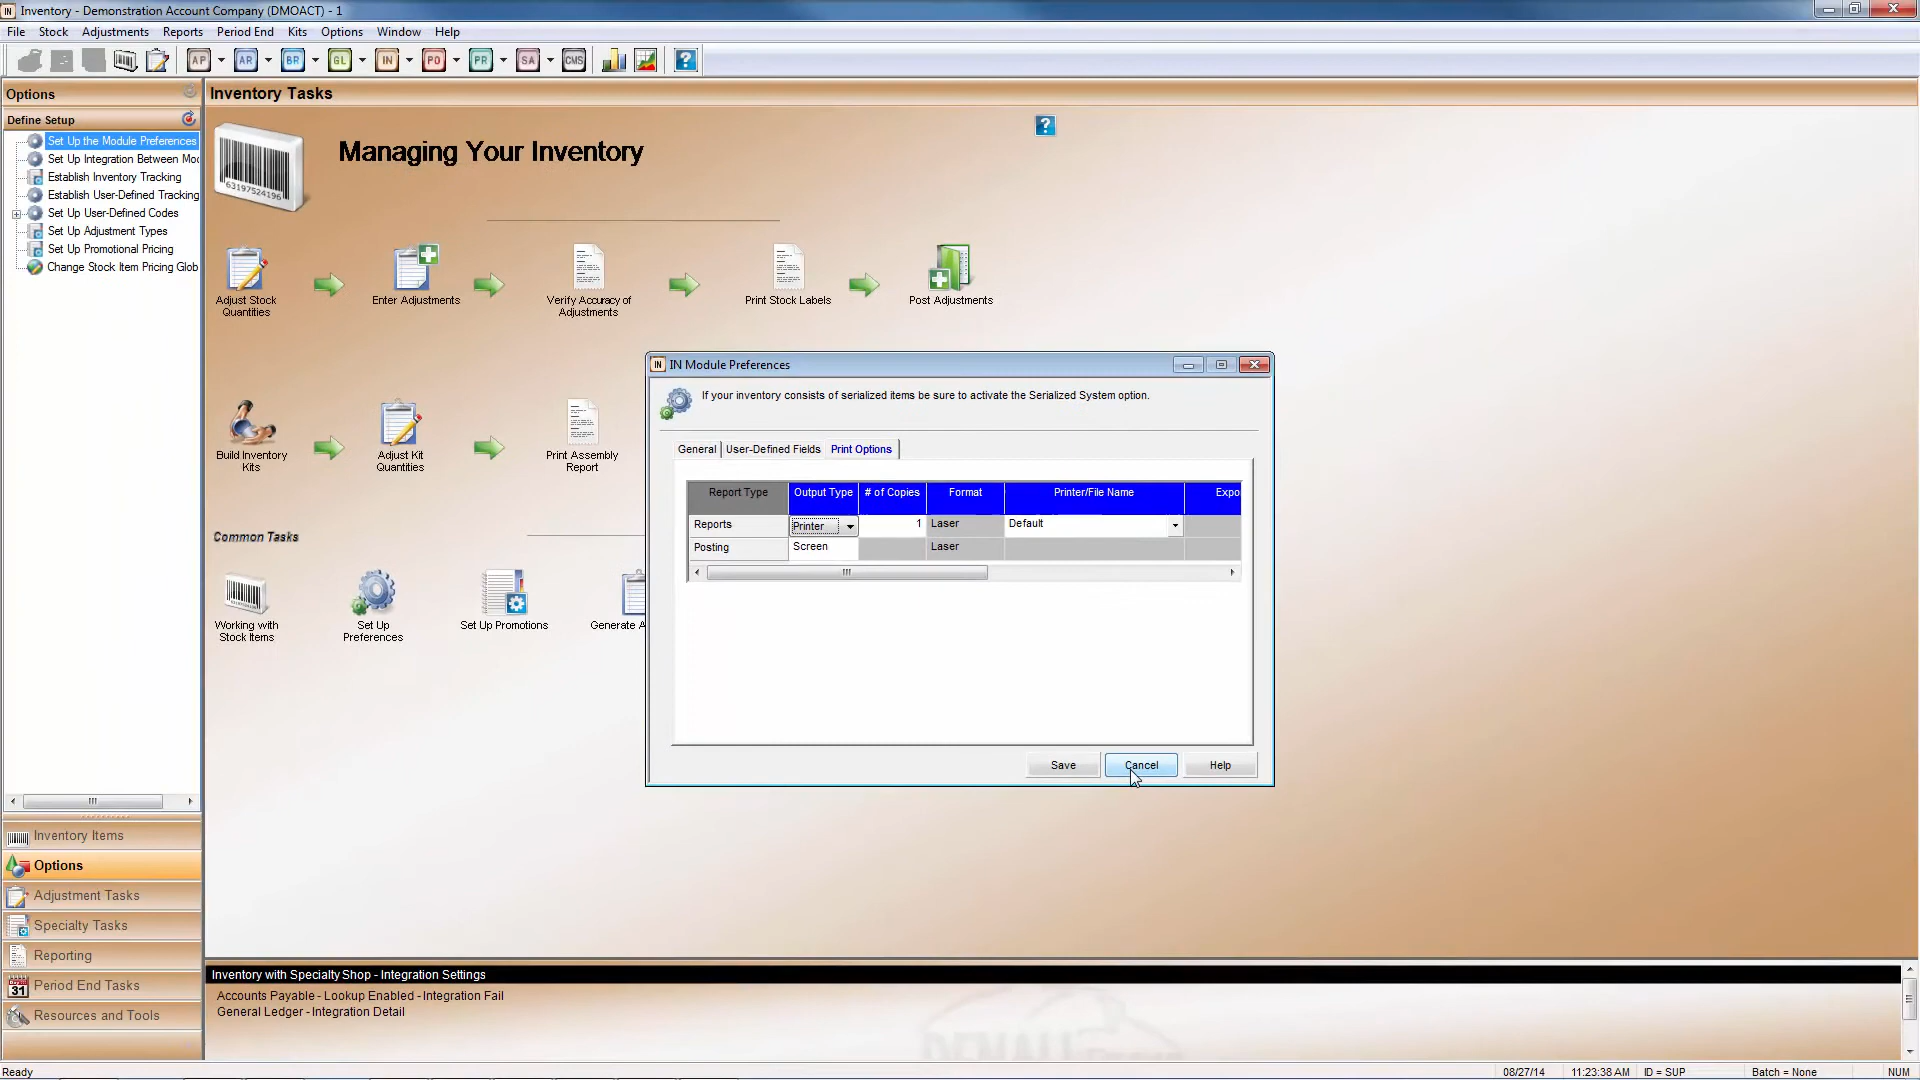 Inventory - Demonstration Account Company (DMOACT) - 1
File Stock Adjustments Reports Period End Kits Options Window Help
AP AR BR GL IN PO PR SA CMS
Options
Inventory Tasks
Define Setup
Set Up the Module Preferences
Set Up Integration Between Mod
Establish Inventory Tracking
Establish User-Defined Tracking
Set Up User-Defined Codes
Set Up Adjustment Types
Set Up Promotional Pricing
Change Stock Item Pricing Glob
63197524196
Managing Your Inventory
Adjust Stock
Quantities
Enter Adjustments
Verify Accuracy of
Adjustments
Print Stock Labels
Post Adjustments
Build Inventory
Kits
Adjust Kit
Quantities
Print Assembly
Report
Common Tasks
Working with
Stock Items
Set Up
Preferences
Set Up Promotions
Generate A
IN Module Preferences
If your inventory consists of serialized items be sure to activate the Serialized System option.
General User-Defined Fields Print Options
Report Type Output Type # of Copies Format Printer/File Name Expo
Reports Printer 1 Laser Default
Posting Screen Laser
Save Cancel Help
Inventory Items
Options
Adjustment Tasks
Specialty Tasks
Reporting
31 Period End Tasks
Resources and Tools
Inventory with Specialty Shop - Integration Settings
Accounts Payable - Lookup Enabled - Integration Fail
General Ledger - Integration Detail
DENALI
Ready 08/27/14 11:23:38 AM ID = SUP Batch = None NUM